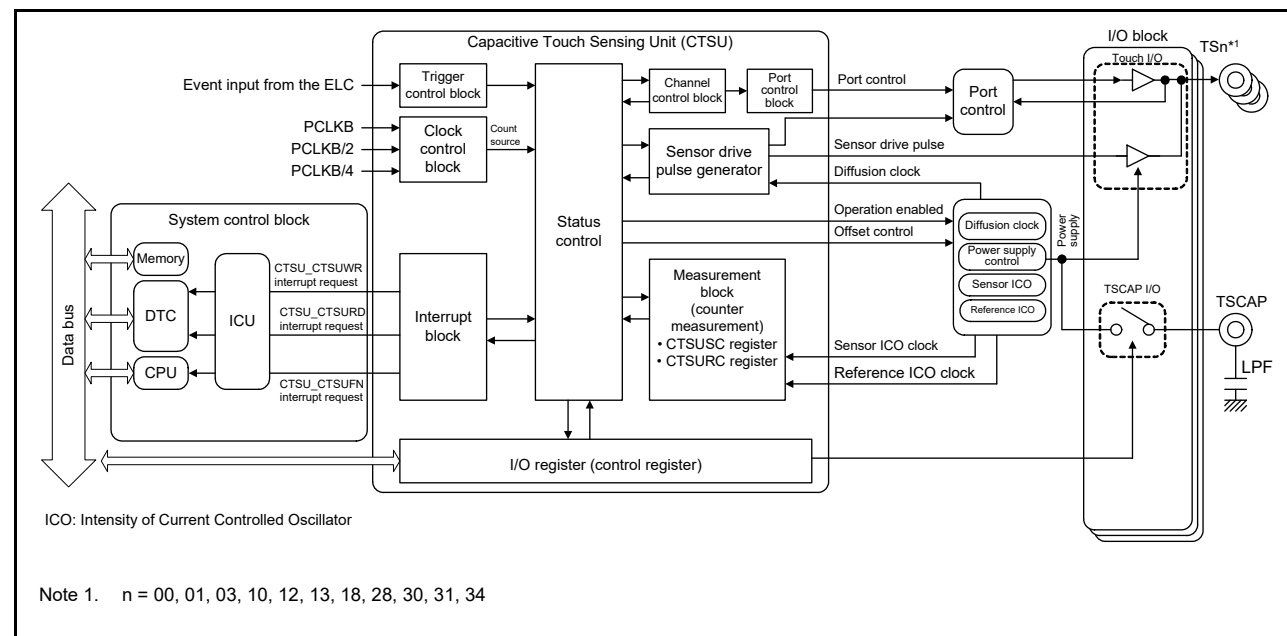 Capacitive Touch Sensing Unit (CTSU)
I/O block
TSn*1
Touch I/O
Event input from the ELC
Trigger
control block
Channel
control block
Port
control
block
Port control
Port
control
PCLKB
PCLKB/2
PCLKB/4
Clock
control
block
Count
source
Sensor drive
pulse generator
Sensor drive pulse
Diffusion clock
System control block
Status
control
Operation enabled
Offset control
Diffusion clock
Power supply
control
Sensor ICO
Reference ICO
Power
supply
Data bus
Memory
DTC
CPU
ICU
CTSU_CTSUWR
interrupt request
CTSU_CTSURD
interrupt request
CTSU_CTSUFN
interrupt request
Interrupt
block
Measurement
block
(counter
measurement)
• CTSUSC register
• CTSURC register
Sensor ICO clock
Reference ICO clock
TSCAP I/O
TSCAP
LPF
I/O register (control register)
ICO: Intensity of Current Controlled Oscillator
Note 1. n = 00, 01, 03, 10, 12, 13, 18, 28, 30, 31, 34